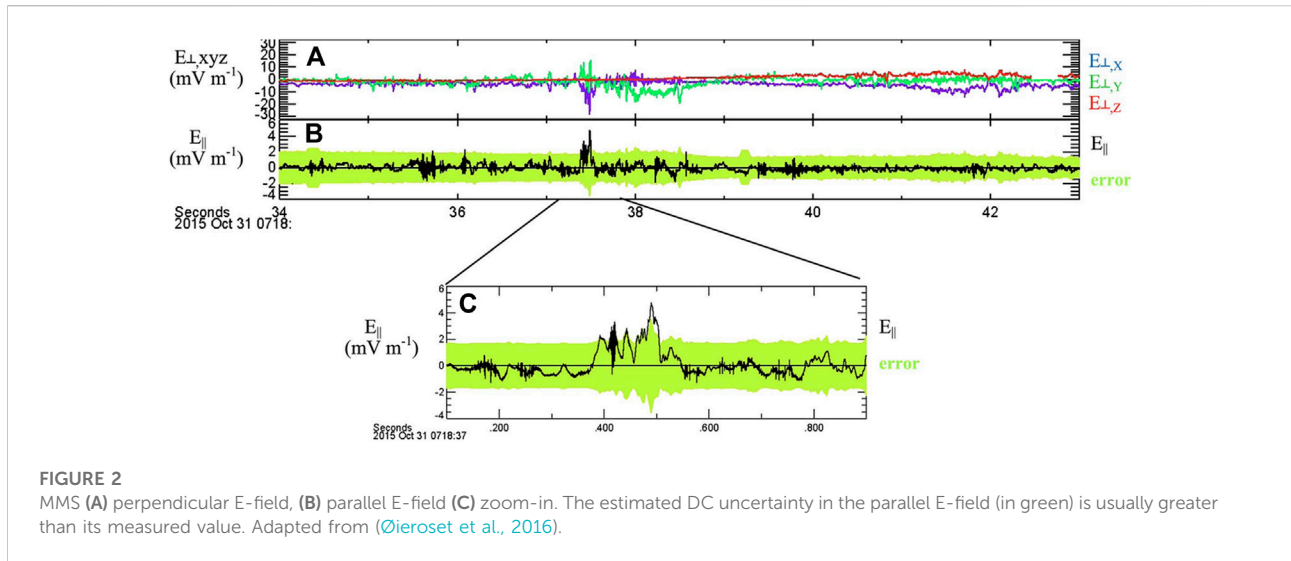 A
E⊥,xyz
(mV m⁻¹)
30
20
10
0
-10
-20
-30
E⊥,X
E⊥,Y
E⊥,Z
B
E||
(mV m⁻¹)
6
4
2
0
-2
-4
E||
error
Seconds
2015 Oct 31 0718:
34 36 38 40 42
C
E||
(mV m⁻¹)
6
4
2
0
-2
-4
E||
error
Seconds
2015 Oct 31 0718:37
.200 .400 .600 .800
FIGURE 2
MMS (A) perpendicular E-field, (B) parallel E-field (C) zoom-in. The estimated DC uncertainty in the parallel E-field (in green) is usually greater
than its measured value. Adapted from (Øieroset et al., 2016).